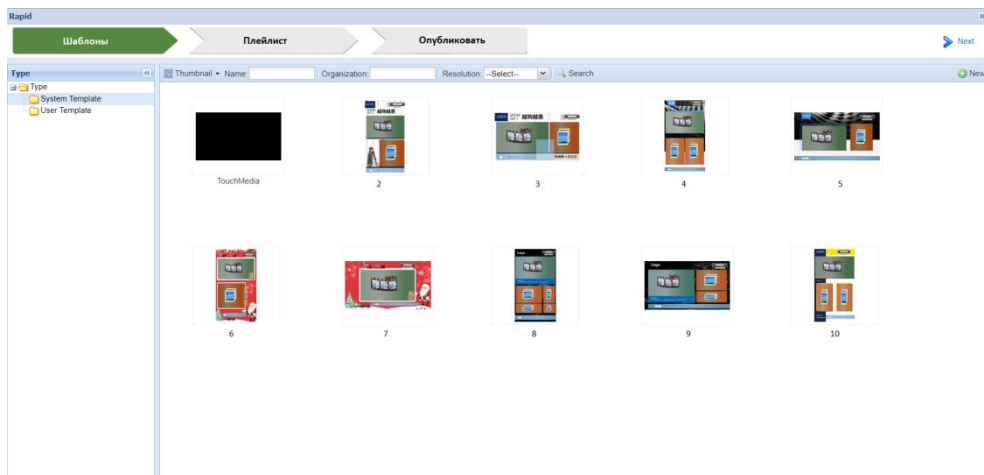 Rapid
Шаблоны Плейлист Опубликовать Next
Type Thumbnail Name: Organization: Resolution: --Select-- Search New
Type
System Template
User Template
TouchMedia 2 3 4 5
6 7 8 9 10